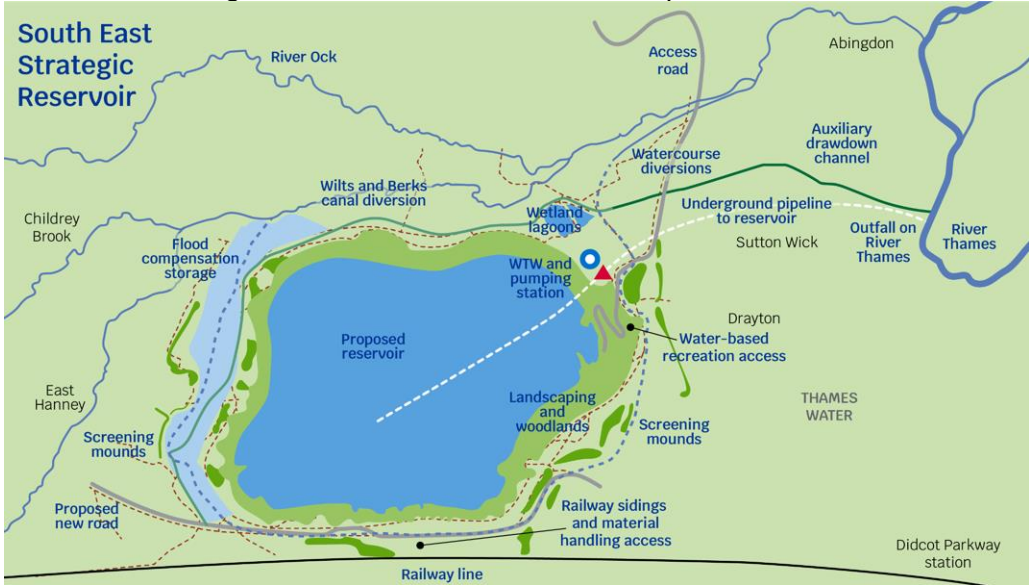 South East
Strategic
Reservoir
River Ock
Access
road
Abingdon
Auxiliary
drawdown
channel
Watercourse
diversions
Wilts and Berks
canal diversion
Underground pipeline
to reservoir
Childrey
Brook
Wetland
lagoons
Flood
compensation
storage
Sutton Wick
Outfall on
River
Thames
River
Thames
WTW and
pumping
station
Drayton
Proposed
reservoir
Water-based
recreation access
East
Hanney
Landscaping
and
woodlands
THAMES
WATER
Screening
mounds
Screening
mounds
Proposed
new road
Railway sidings
and material
handling access
Didcot Parkway
station
Railway line